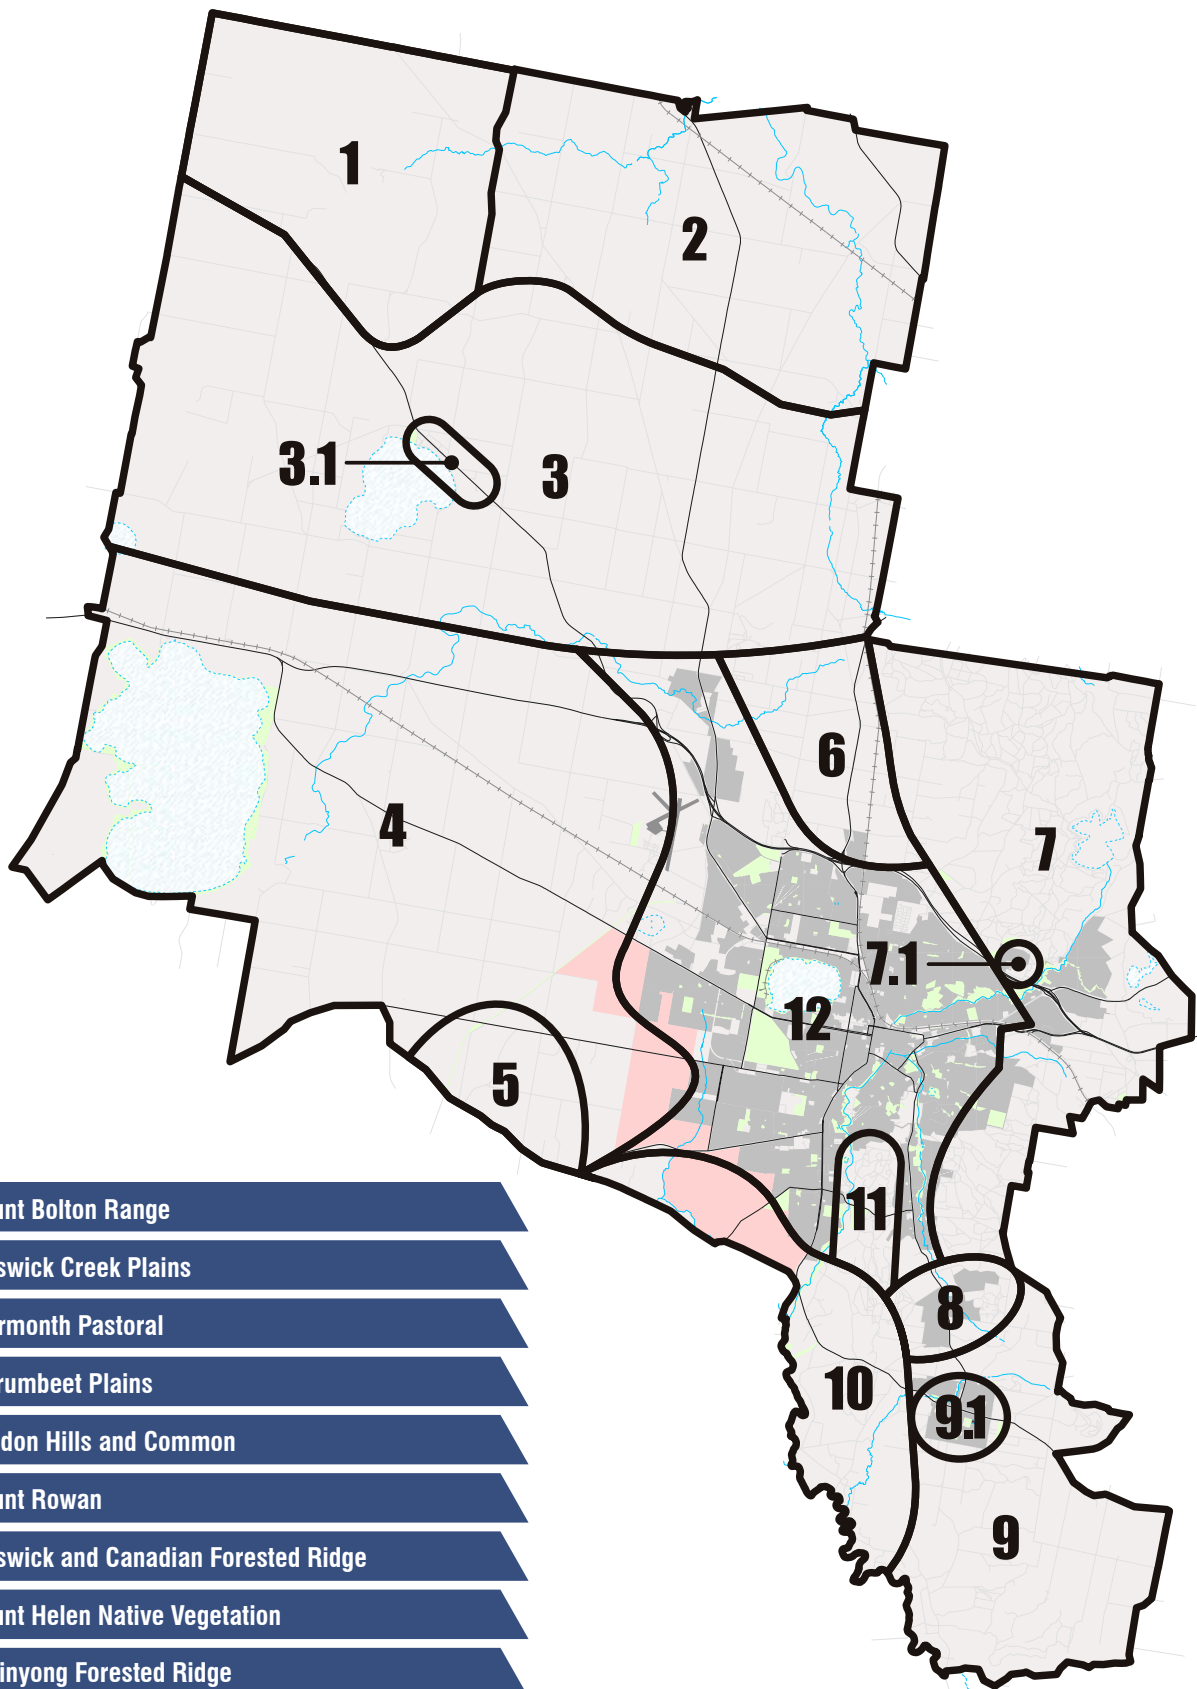 1
2
3.1
3
6
4
7
7.1
12
5
11
8
10
9.1
9
unt Bolton Range
swick Creek Plains
rmonth Pastoral
rumbeet Plains
don Hills and Common
unt Rowan
swick and Canadian Forested Ridge
unt Helen Native Vegetation
inyong Forested Ridge